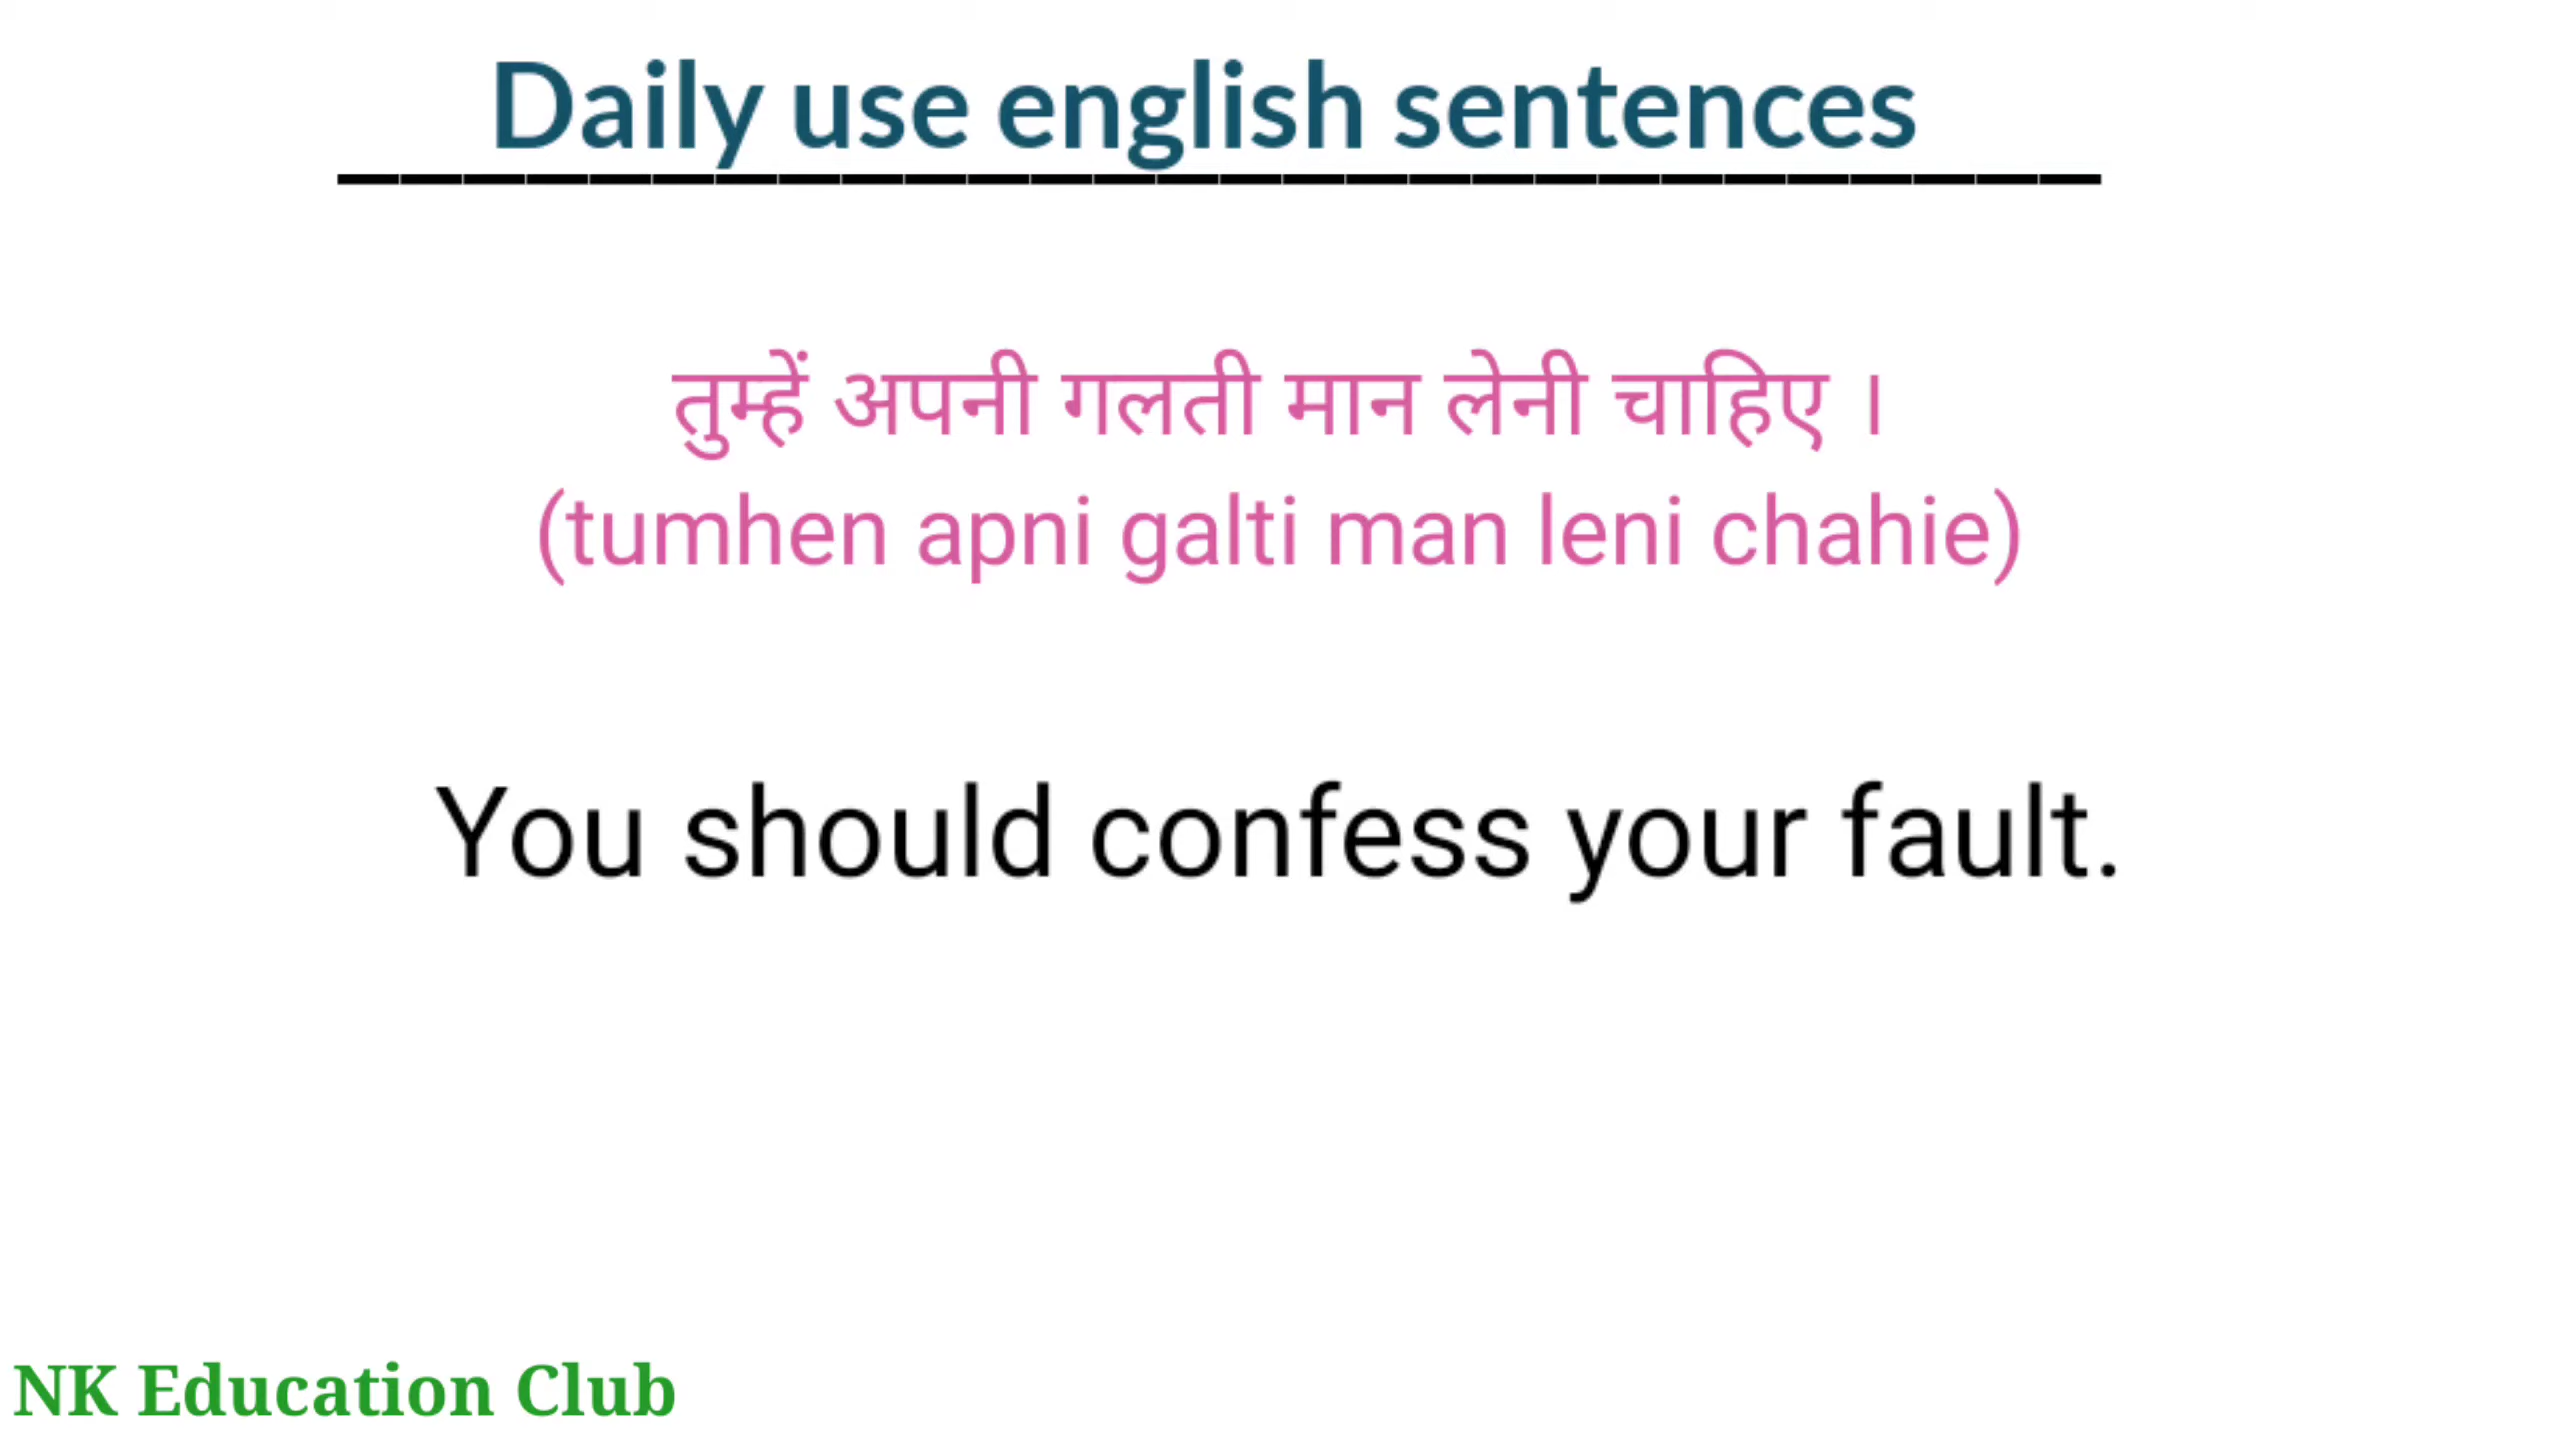 Daily use english sentences
तुम्हें अपनी गलती मान लेनी चाहिए ।
(tumhen apni galti man leni chahie)
You should confess your fault.
NK Education Club